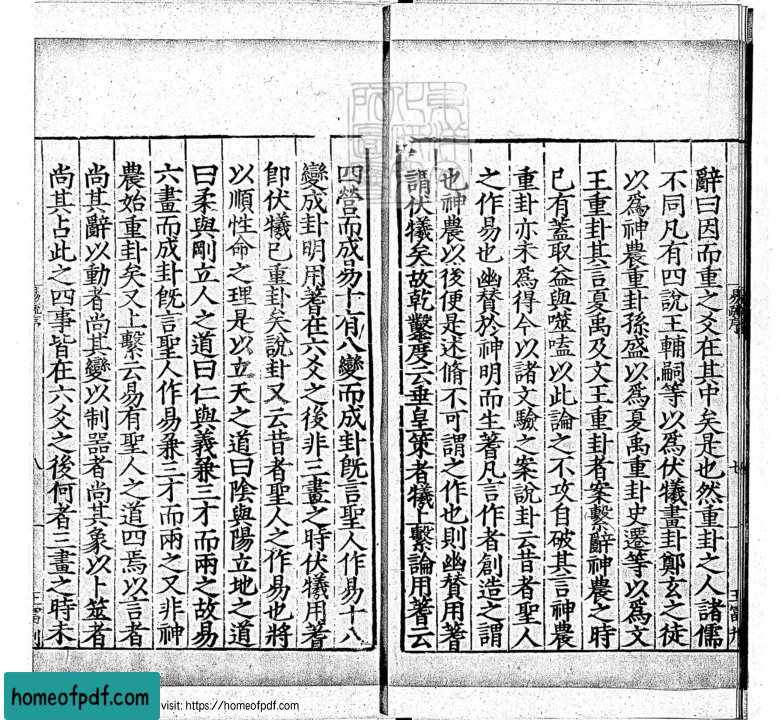 辭曰因而重之爻在其中矣是也然重卦之人諸儒
不同凡有四說王輔嗣等以爲伏犧畫卦鄭玄之徒
以爲神農重卦孫盛以爲夏禹重卦史遷等以爲文
王重卦其言夏禹及文王重卦者案繫辭神農之時
已有蓋取益與噬嗑以此論之不攻自破其言神農
重卦亦未爲得今以諸文驗之案說卦云昔者聖人
之作易也幽贊於神明而生蓍凡言作者創造之謂
也神農以後便是述脩不可謂之作也則幽贊用蓍
謂伏犧矣故乾鑿度云垂皇策者犧上繫論用蓍云
四營而成易十有八變而成卦旣言聖人作易十八
變成卦明用蓍在六爻之後非三畫之時伏犧用蓍
卽伏犧已重卦矣說卦又云昔者聖人之作易也將
以順性命之理是以立天之道曰陰與陽立地之道
曰柔與剛立人之道曰仁與義兼三才而兩之故易
六畫而成卦旣言聖人作易兼三才而兩之又非神
農始重卦矣又上繫云易有聖人之道四焉以言者
尚其辭以動者尚其變以制器者尚其象以卜筮者
尚其占此之四事皆在六爻之後何者三畫之時未
易疏序
八
homeofpdf.com
visit: https://homeofpdf.com